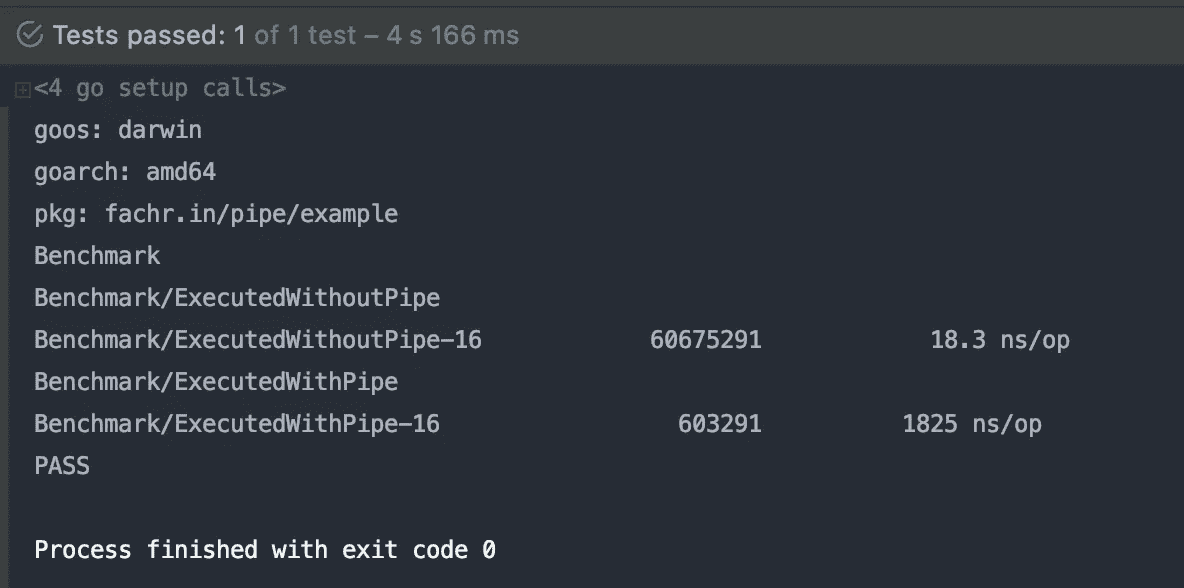 Tests passed: 1 of 1 test – 4 s 166 ms
<4 go setup calls>
goos: darwin
goarch: amd64
pkg: fachr.in/pipe/example
Benchmark
Benchmark/ExecutedWithoutPipe
Benchmark/ExecutedWithoutPipe-16 60675291 18.3 ns/op
Benchmark/ExecutedWithPipe
Benchmark/ExecutedWithPipe-16 603291 1825 ns/op
PASS
Process finished with exit code 0